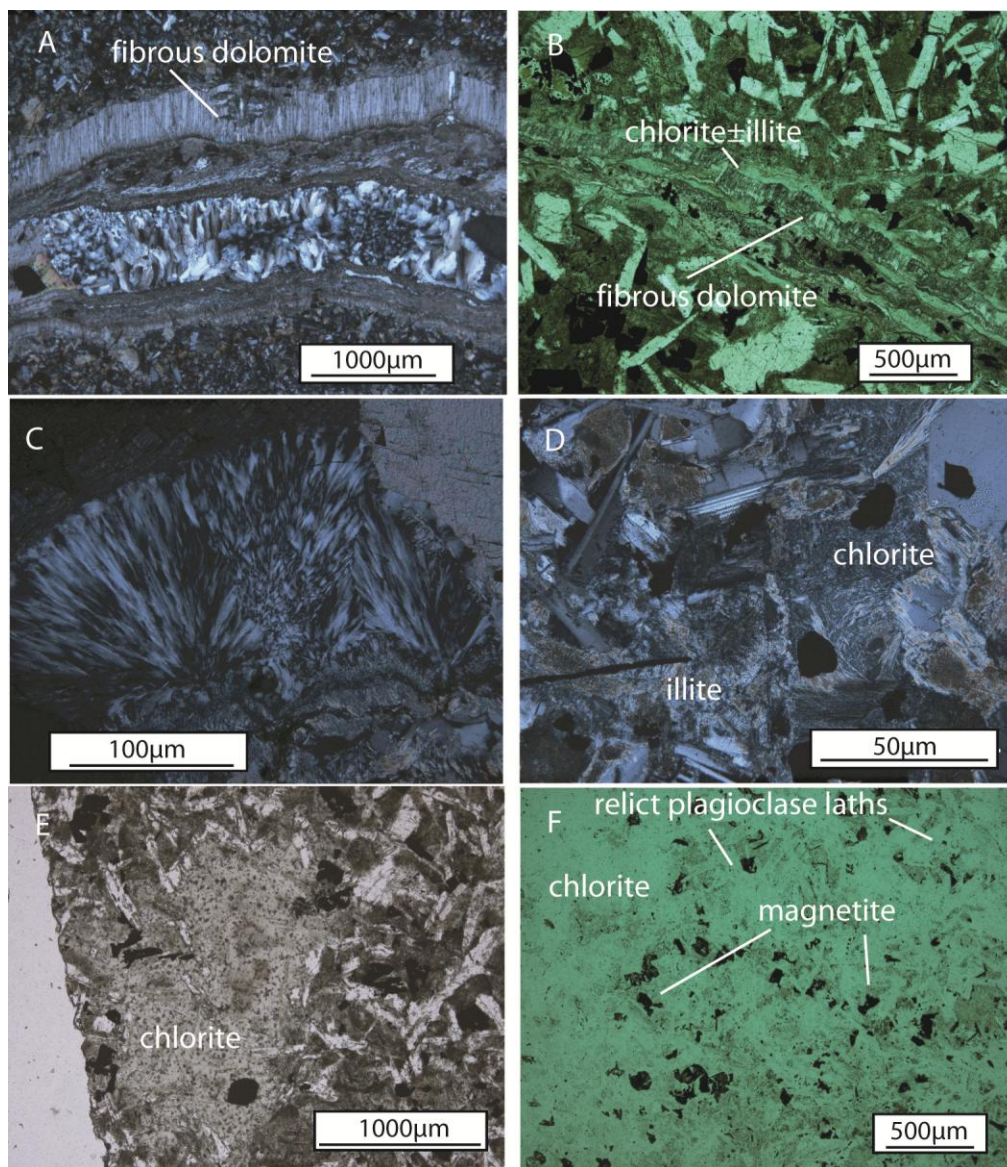 A
fibrous dolomite
1000µm
B
chlorite±illite
fibrous dolomite
500µm
C
100µm
D
chlorite
illite
50µm
E
chlorite
1000µm
F
relict plagioclase laths
chlorite
magnetite
500µm